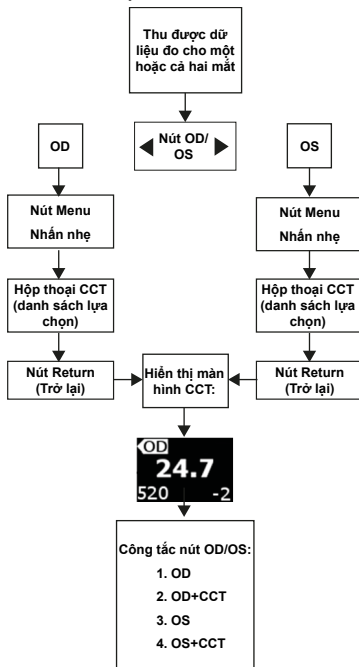 Thu được dữ
liệu đo cho một
hoặc cả hai mắt
Nút OD/
OS
OD
OS
Nút Menu
Nhấn nhẹ
Nút Menu
Nhấn nhẹ
Hộp thoại CCT
(danh sách lựa
chọn)
Hộp thoại CCT
(danh sách lựa
chọn)
Nút Return
(Trở lại)
Hiển thị màn
hình CCT:
Nút Return
(Trở lại)
OD
24.7
520 -2
Công tắc nút OD/OS:
1. OD
2. OD+CCT
3. OS
4. OS+CCT